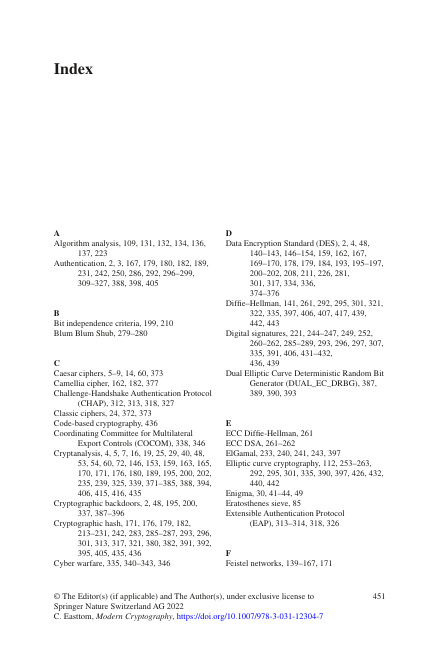 Index
A
Algorithm analysis, 109, 131, 132, 134, 136,
137, 223
Authentication, 2, 3, 167, 179, 180, 182, 189,
231, 242, 250, 286, 292, 296–299,
309–327, 388, 398, 405
B
Bit independence criteria, 199, 210
Blum Blum Shub, 279–280
C
Caesar ciphers, 5–9, 14, 60, 373
Camellia cipher, 162, 182, 377
Challenge-Handshake Authentication Protocol
(CHAP), 312, 313, 318, 327
Classic ciphers, 24, 372, 373
Code-based cryptography, 436
Coordinating Committee for Multilateral
Export Controls (COCOM), 338, 346
Cryptanalysis, 4, 5, 7, 16, 19, 25, 29, 40, 48,
53, 54, 60, 72, 146, 153, 159, 163, 165,
170, 171, 176, 180, 189, 195, 200, 202,
235, 239, 325, 339, 371–385, 388, 394,
406, 415, 416, 435
Cryptographic backdoors, 2, 48, 195, 200,
337, 387–396
Cryptographic hash, 171, 176, 179, 182,
213–231, 242, 283, 285–287, 293, 296,
301, 313, 317, 321, 380, 382, 391, 392,
395, 405, 435, 436
Cyber warfare, 335, 340–343, 346
D
Data Encryption Standard (DES), 2, 4, 48,
140–143, 146–154, 159, 162, 167,
169–170, 178, 179, 184, 193, 195–197,
200–202, 208, 211, 226, 281,
301, 317, 334, 336,
374–376
Diffie–Hellman, 141, 261, 292, 295, 301, 321,
322, 335, 397, 406, 407, 417, 439,
442, 443
Digital signatures, 221, 244–247, 249, 252,
260–262, 285–289, 293, 296, 297, 307,
335, 391, 406, 431–432,
436, 439
Dual Elliptic Curve Deterministic Random Bit
Generator (DUAL_EC_DRBG), 387,
389, 390, 393
E
ECC Diffie-Hellman, 261
ECC DSA, 261–262
ElGamal, 233, 240, 241, 243, 397
Elliptic curve cryptography, 112, 253–263,
292, 295, 301, 335, 390, 397, 426, 432,
440, 442
Enigma, 30, 41–44, 49
Eratosthenes sieve, 85
Extensible Authentication Protocol
(EAP), 313–314, 318, 326
F
Feistel networks, 139–167, 171
© The Editor(s) (if applicable) and The Author(s), under exclusive license to
Springer Nature Switzerland AG 2022
C. Easttom, Modern Cryptography, https://doi.org/10.1007/978-3-031-12304-7
451